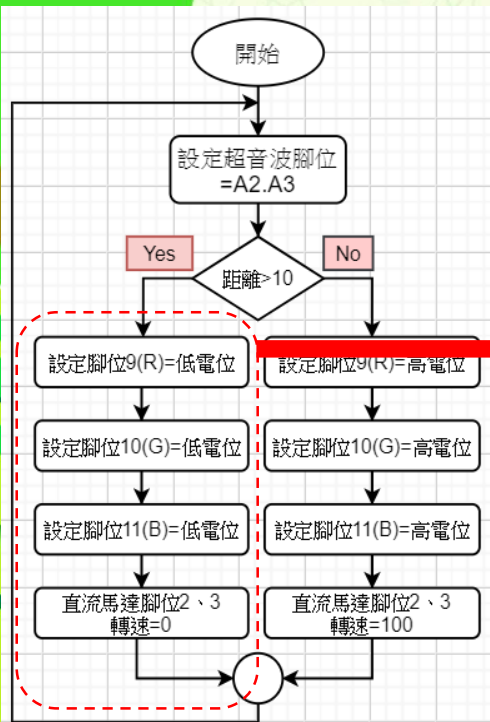 開始
設定超音波腳位
=A2.A3
Yes
No
距離>10
設定腳位9(R)=低電位
設定腳位9(R)=高電位
設定腳位10(G)=低電位
設定腳位10(G)=高電位
設定腳位11(B)=低電位
設定腳位11(B)=高電位
直流馬達腳位2、3
轉速=0
直流馬達腳位2、3
轉速=100